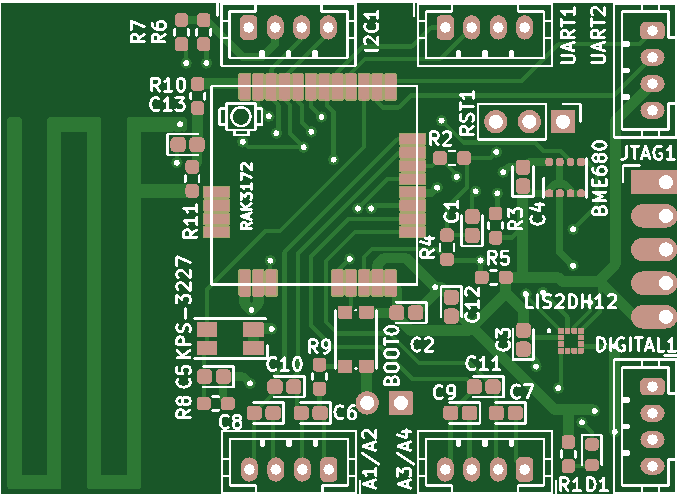 R7
R6
I2C1
UART1
UART2
R10
C13
RST1
R2
JTAG1
RAK3172
BME680
C1
R3
C4
R11
R4
R5
KPS-3227
LIS2DH12
C12
C3
DIGITAL1
R9
C2
BOOT0
C10
C11
C5
R8
C8
C6
C9
C7
A1/A2
A3/A4
R1
D1